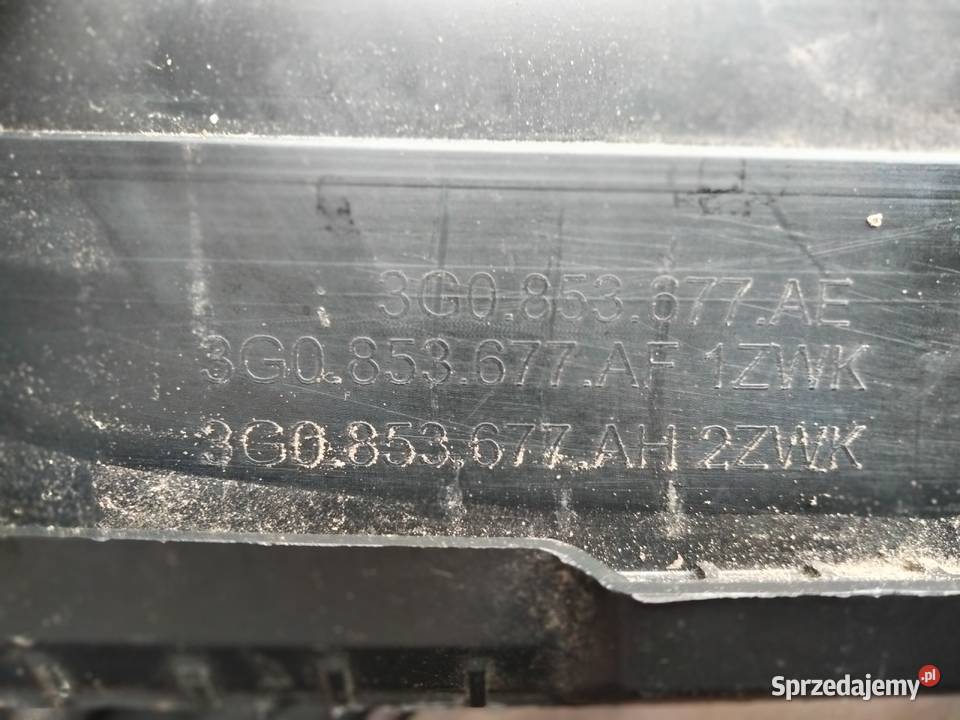 3G0.853.677.AE
3G0.853.677.AF 1ZWK
3G0.853.677.AH 2ZWK
Sprzedajemy.pl